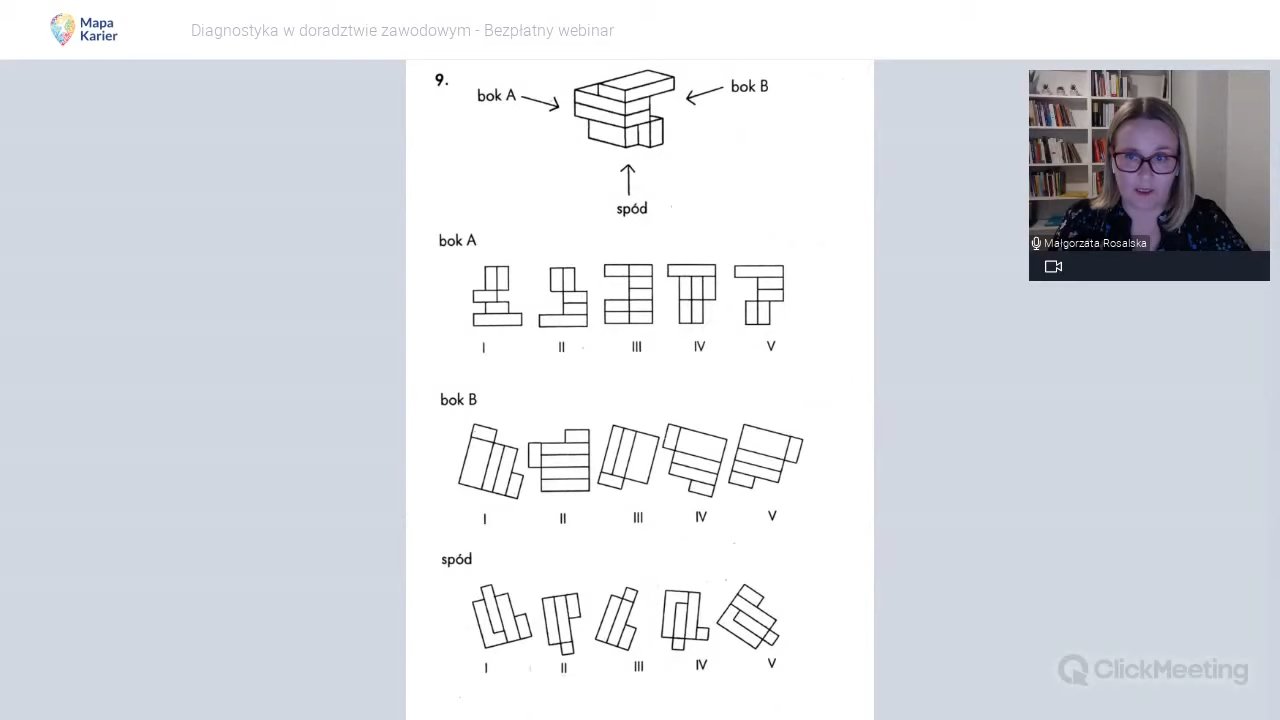 Mapa
Karier
Diagnostyka w doradztwie zawodowym - Bezpłatny webinar
9.
bok A
bok B
spód
Małgorzata Rosalska
bok A
I II III IV V
bok B
I II III IV V
spód
I II III IV V
ClickMeeting